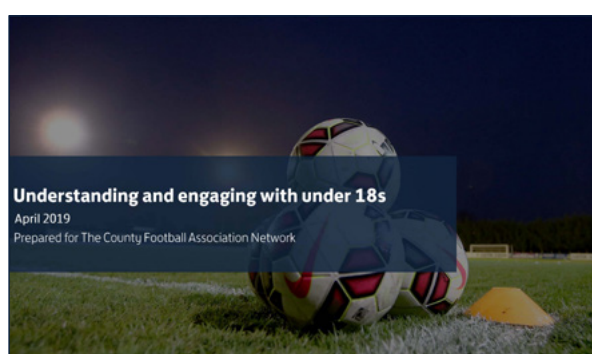 Understanding and engaging with under 18s
April 2019
Prepared for The County Football Association Network